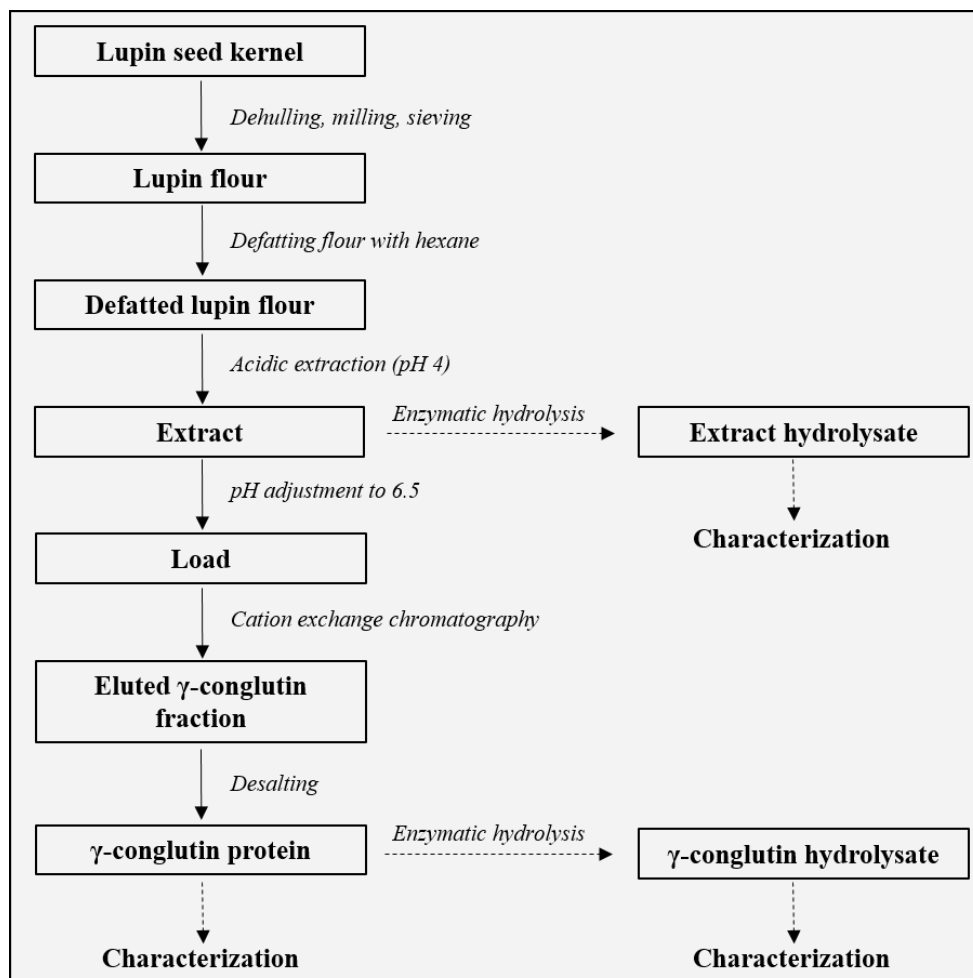 Lupin seed kernel
Dehulling, milling, sieving
Lupin flour
Defatting flour with hexane
Defatted lupin flour
Acidic extraction (pH 4)
Extract
Enzymatic hydrolysis
Extract hydrolysate
pH adjustment to 6.5
Characterization
Load
Cation exchange chromatography
Eluted γ-conglutin
fraction
Desalting
γ-conglutin protein
Enzymatic hydrolysis
γ-conglutin hydrolysate
Characterization
Characterization